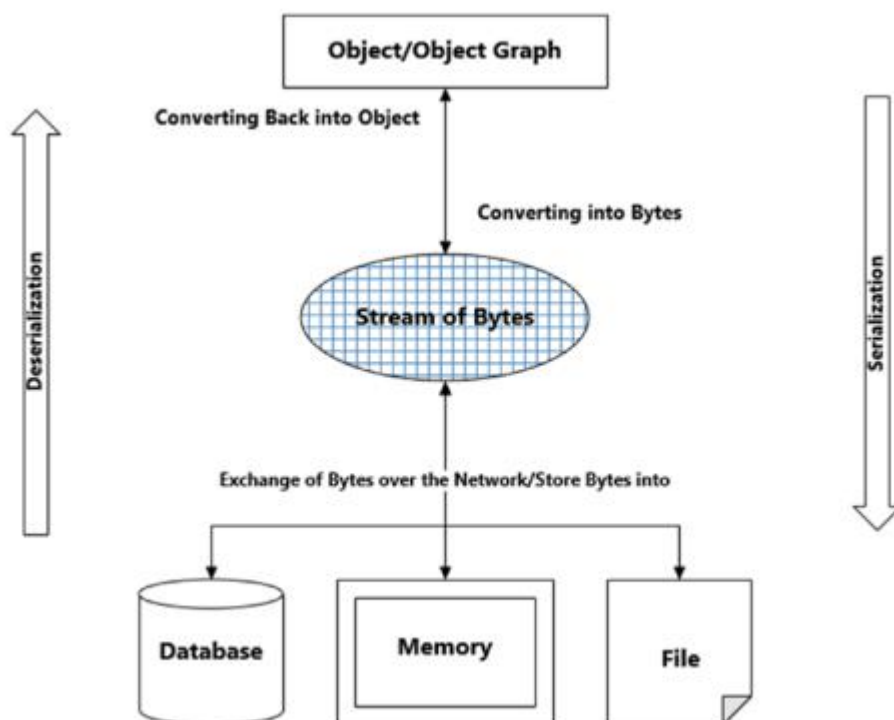 Object/Object Graph
Converting Back into Object
Converting into Bytes
Deserialization
Stream of Bytes
Serialization
Exchange of Bytes over the Network/Store Bytes into
Database
Memory
File